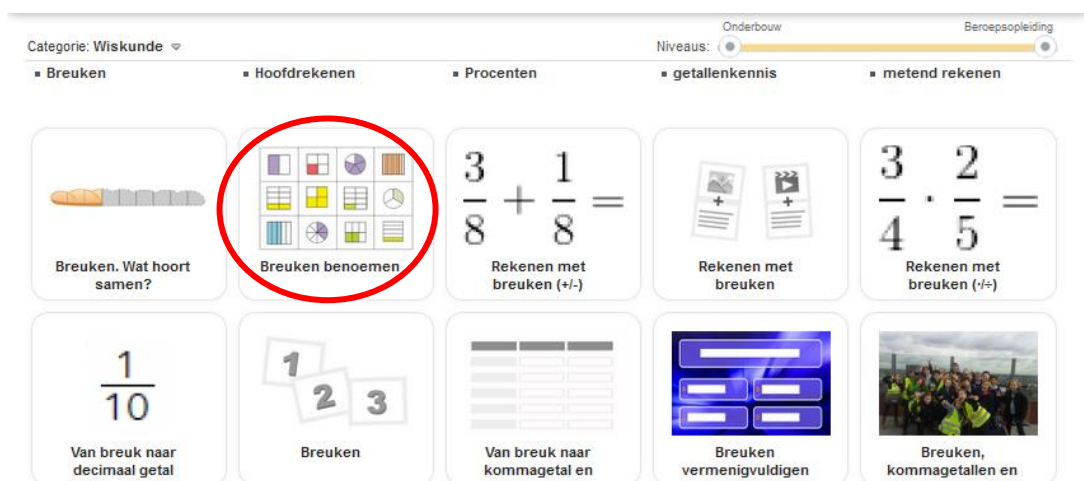 Onderbouw Beroepsopleiding
Categorie: Wiskunde Niveaus:
Breuken Hoofdrekenen Procenten getallenkennis metend rekenen
3/8 + 1/8 =
3/4 · 2/5 =
Breuken. Wat hoort
samen?
Breuken benoemen
Rekenen met
breuken (+/-)
Rekenen met
breuken
Rekenen met
breuken (·/÷)
1/10
1 2 3
Van breuk naar
decimaal getal
Breuken
Van breuk naar
kommagetal en
Breuken
vermenigvuldigen
Breuken,
kommagetallen en